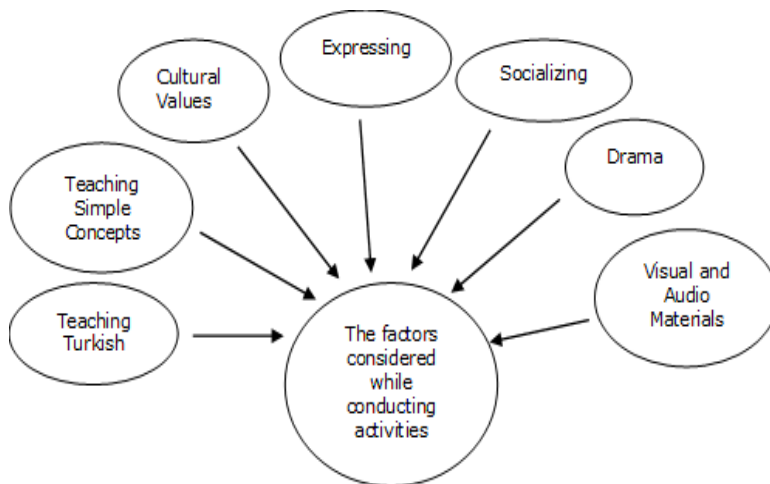 Expressing
Cultural
Values
Socializing
Drama
Teaching
Simple
Concepts
Visual and
Audio
Materials
Teaching
Turkish
The factors
considered
while
conducting
activities